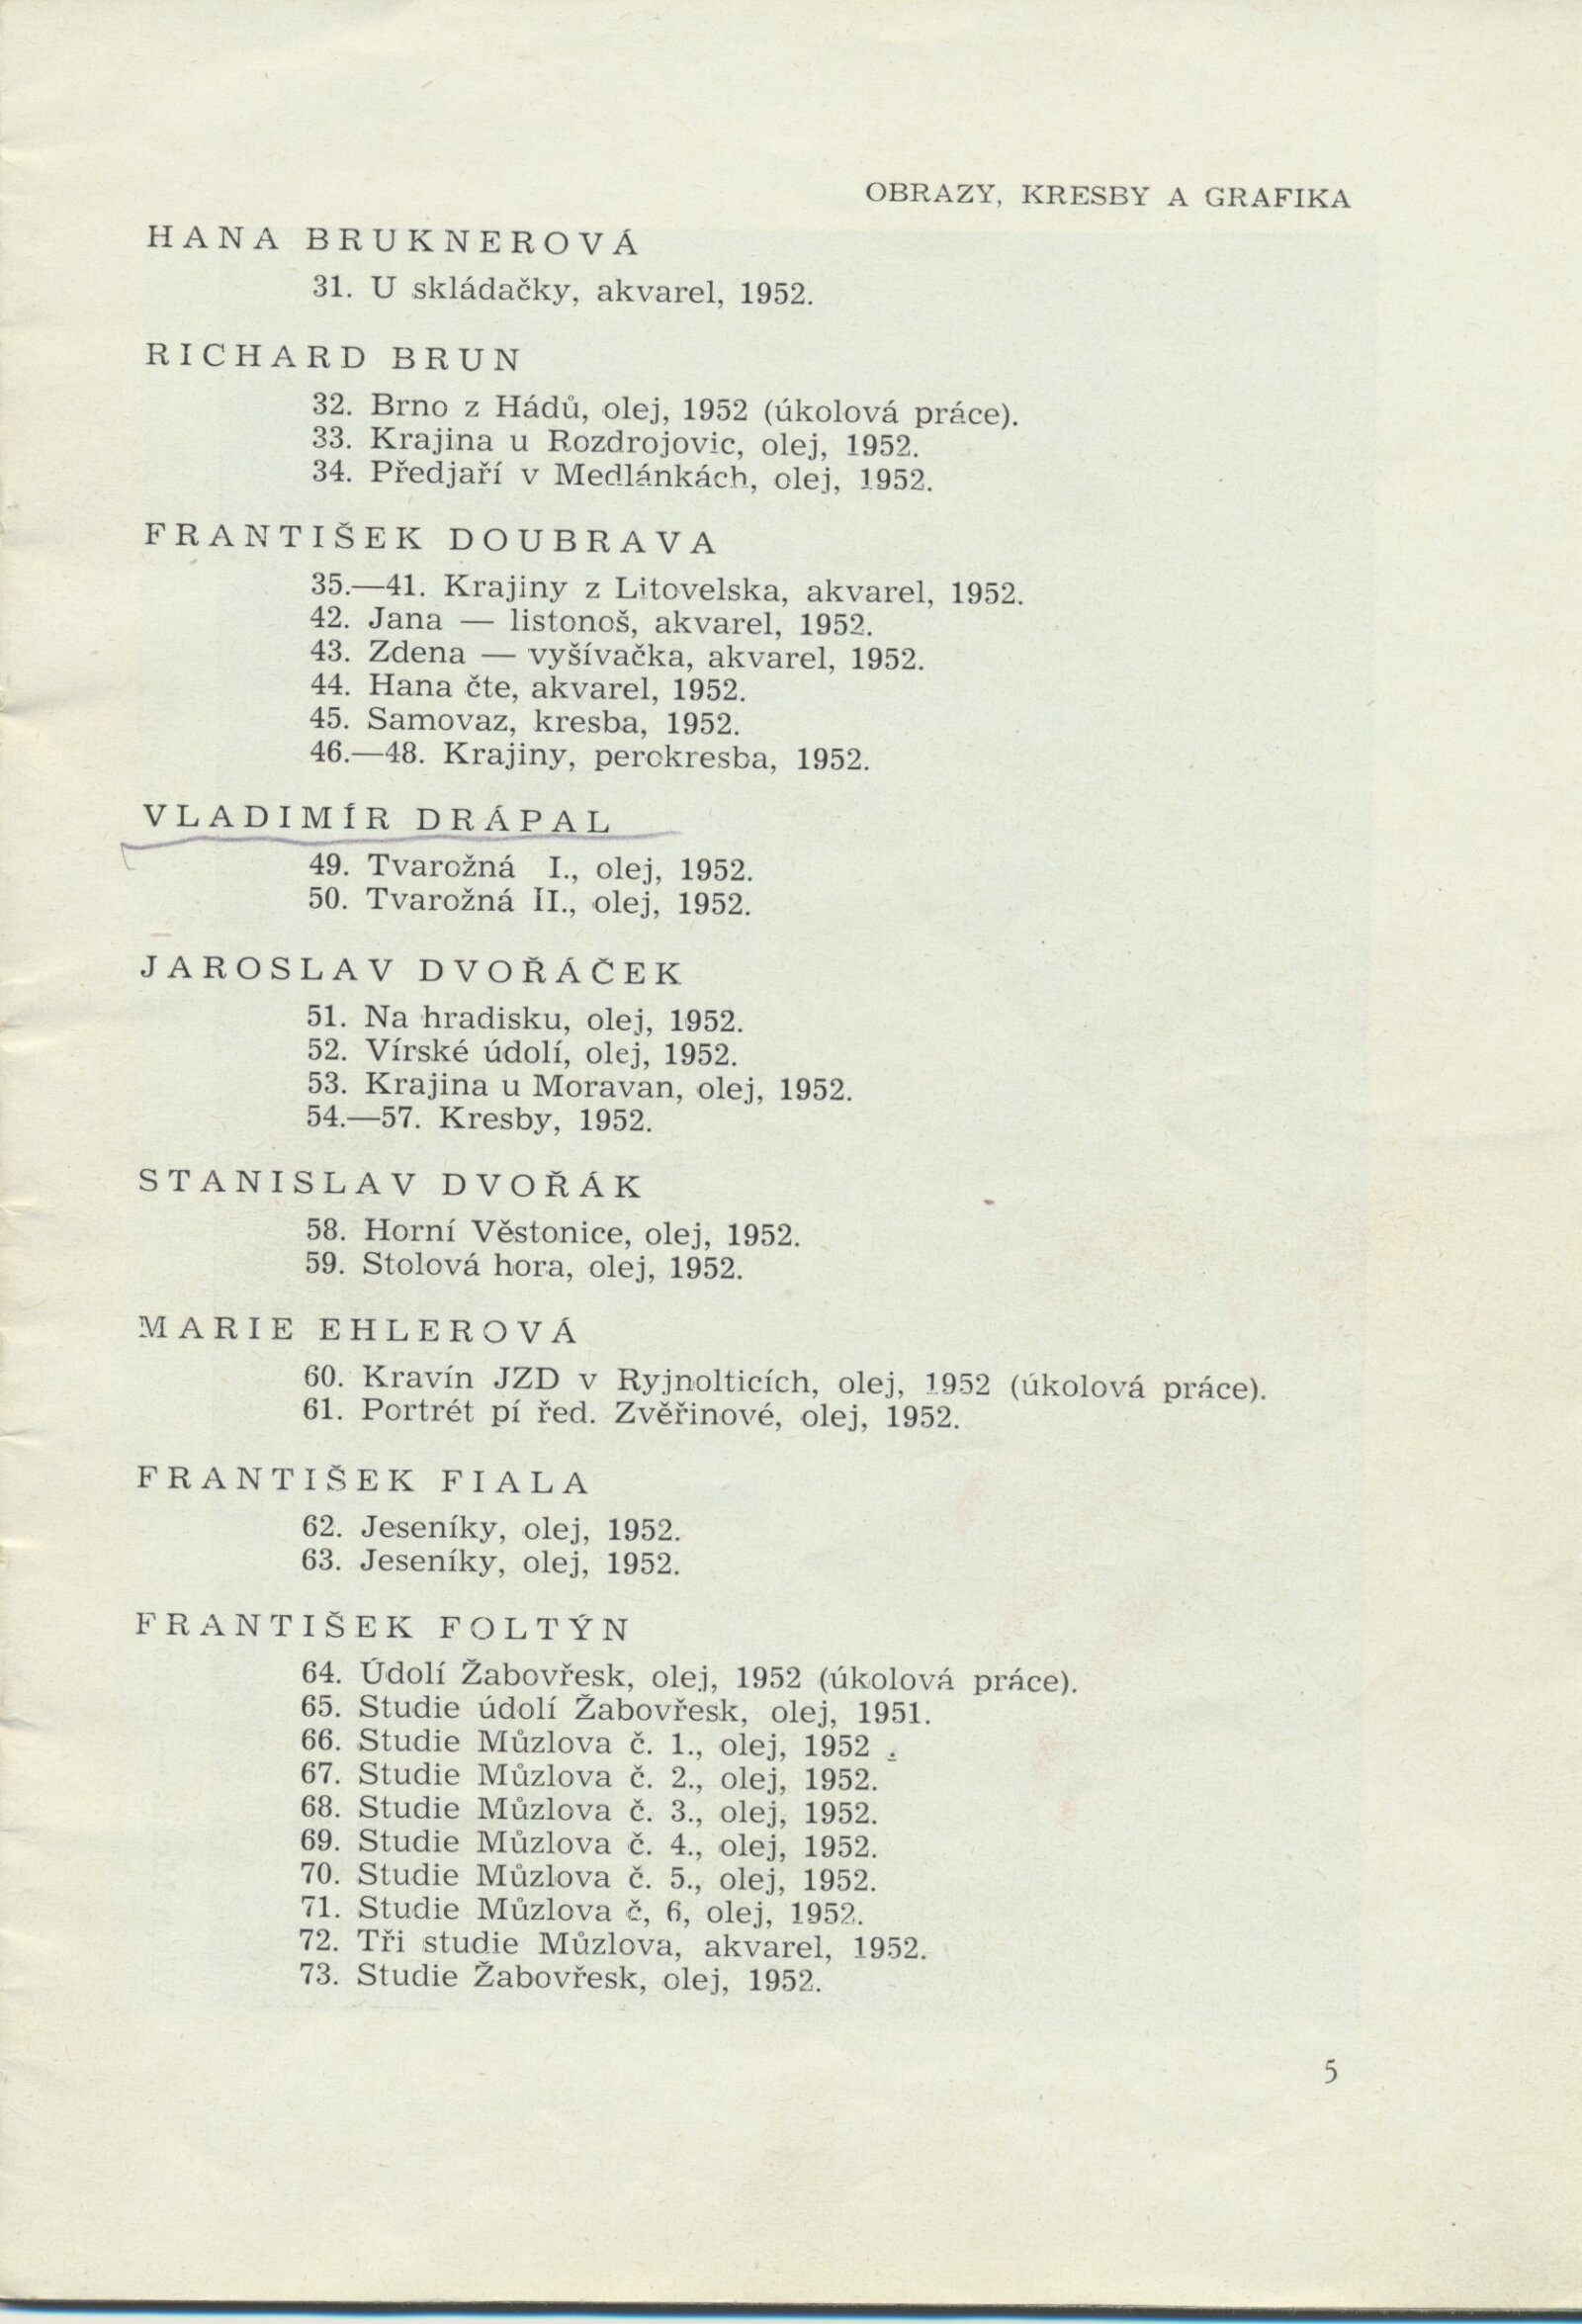 OBRAZY, KRESBY A GRAFIKA
HANA BRUKNEROVÁ
31. U skládačky, akvarel, 1952.
RICHARD BRUN
32. Brno z Hádů, olej, 1952 (úkolová práce).
33. Krajina u Rozdrojovic, olej, 1952.
34. Předjaří v Medlánkách, olej, 1952.
FRANTIŠEK DOUBRAVA
35.—41. Krajiny z Litovelska, akvarel, 1952.
42. Jana — listonoš, akvarel, 1952.
43. Zdena — vyšívačka, akvarel, 1952.
44. Hana čte, akvarel, 1952.
45. Samovaz, kresba, 1952.
46.—48. Krajiny, perokresba, 1952.
VLADIMÍR DRÁPAL
49. Tvarožná I., olej, 1952.
50. Tvarožná II., olej, 1952.
JAROSLAV DVOŘÁČEK
51. Na hradisku, olej, 1952.
52. Vírské údolí, olej, 1952.
53. Krajina u Moravan, olej, 1952.
54.—57. Kresby, 1952.
STANISLAV DVOŘÁK
58. Horní Věstonice, olej, 1952.
59. Stolová hora, olej, 1952.
MARIE EHLEROVÁ
60. Kravín JZD v Ryjnolticích, olej, 1952 (úkolová práce).
61. Portrét pí řed. Zvěřinové, olej, 1952.
FRANTIŠEK FIALA
62. Jeseníky, olej, 1952.
63. Jeseníky, olej, 1952.
FRANTIŠEK FOLTÝN
64. Údolí Žabovřesk, olej, 1952 (úkolová práce).
65. Studie údolí Žabovřesk, olej, 1951.
66. Studie Můzlova č. 1., olej, 1952 .
67. Studie Můzlova č. 2., olej, 1952.
68. Studie Můzlova č. 3., olej, 1952.
69. Studie Můzlova č. 4., olej, 1952.
70. Studie Můzlova č. 5., olej, 1952.
71. Studie Můzlova č, 6, olej, 1952.
72. Tři studie Můzlova, akvarel, 1952.
73. Studie Žabovřesk, olej, 1952.
5